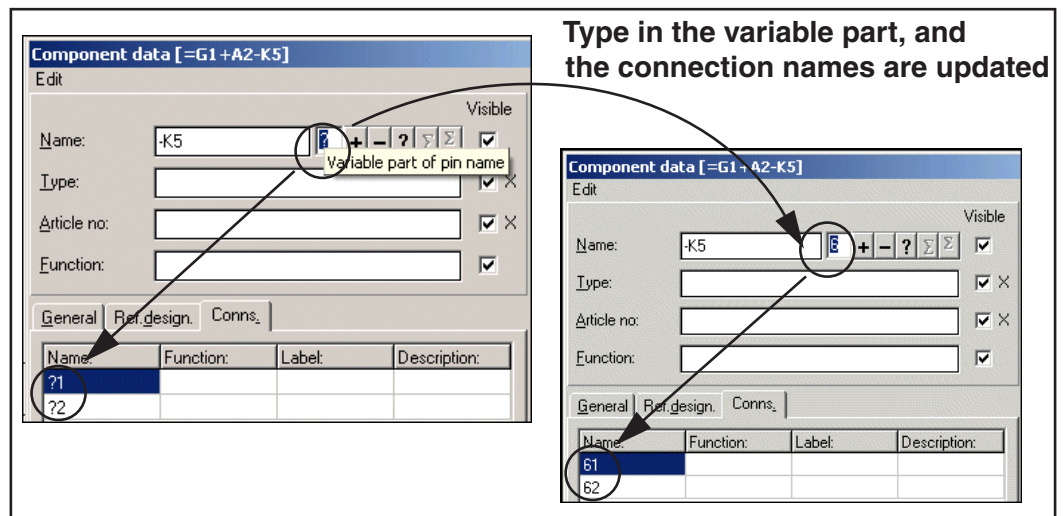 Type in the variable part, and
the connection names are updated
Component data [=G1+A2-K5]
Edit
Visible
Name: -K5 ? + − ? Σ Σ
Variable part of pin name
Type: X
Article no: X
Function:
General Ref.design. Conns.
Name: Function: Label: Description:
?1
?2
Component data [=G1+A2-K5]
Edit
Visible
Name: -K5 6 + − ? Σ Σ
Type: X
Article no: X
Function:
General Ref.design. Conns.
Name: Function: Label: Description:
61
62